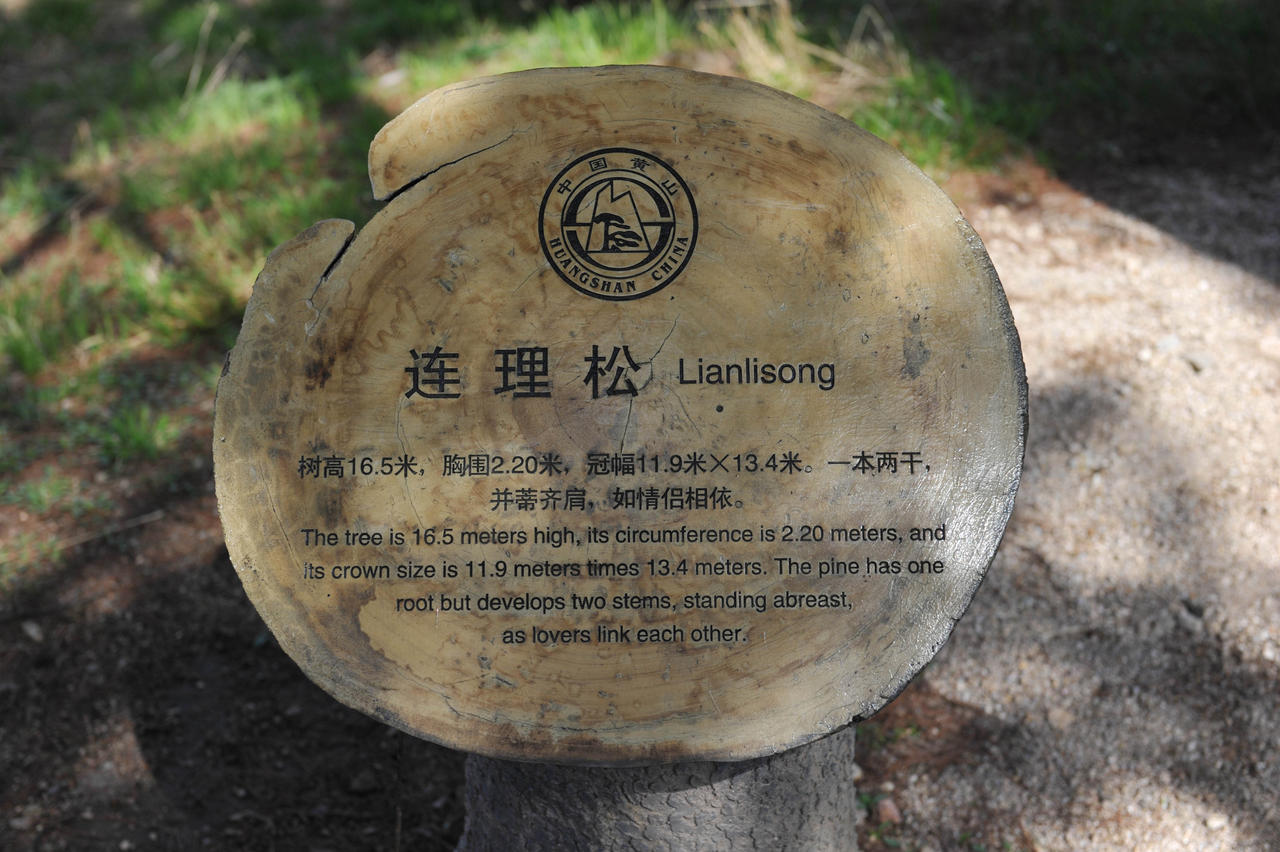 中国黄山
HUANGSHAN CHINA
连理松 Lianlisong
树高16.5米，胸围2.20米，冠幅11.9米×13.4米。一本两干，
并蒂齐肩，如情侣相依。
The tree is 16.5 meters high, its circumference is 2.20 meters, and
its crown size is 11.9 meters times 13.4 meters. The pine has one
root but develops two stems, standing abreast,
as lovers link each other.